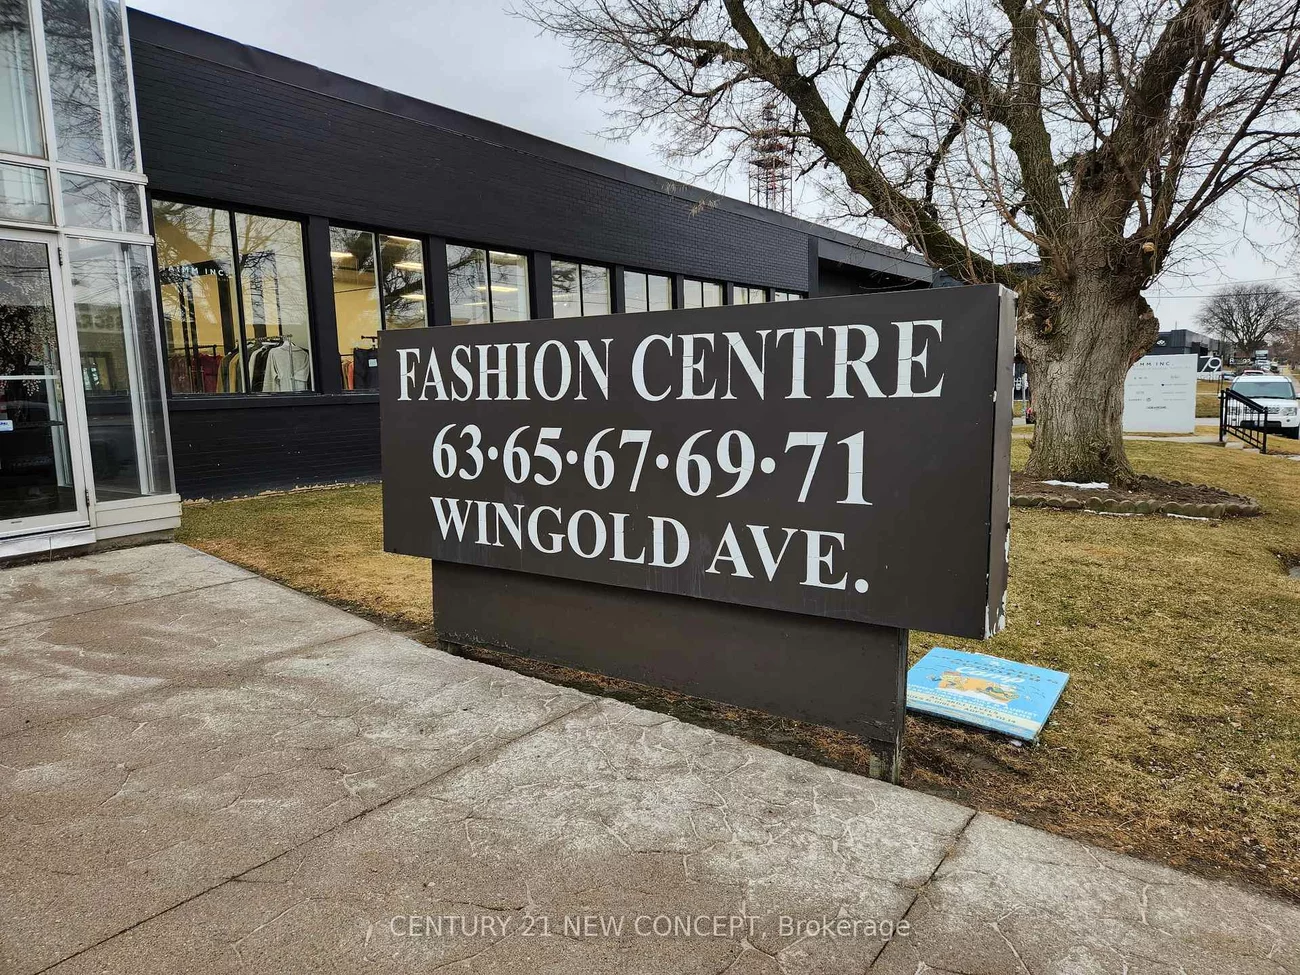 FASHION CENTRE
63·65·67·69·71
WINGOLD AVE.
CENTURY 21 NEW CONCEPT, Brokerage